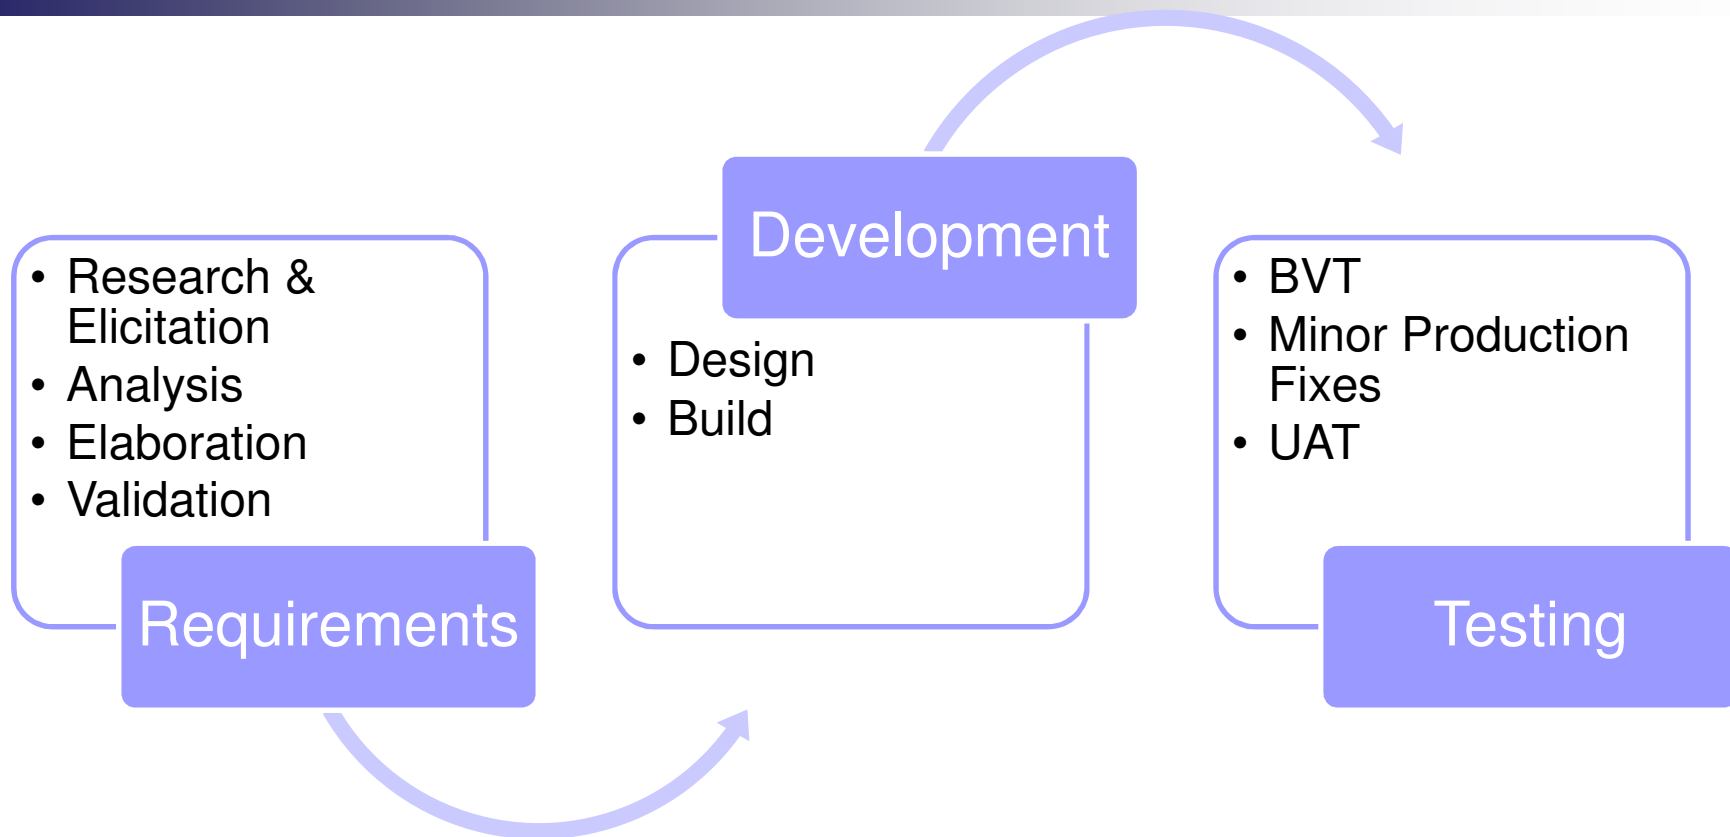 • Research &
Elicitation
• Analysis
• Elaboration
• Validation
Requirements
Development
• Design
• Build
• BVT
• Minor Production
Fixes
• UAT
Testing